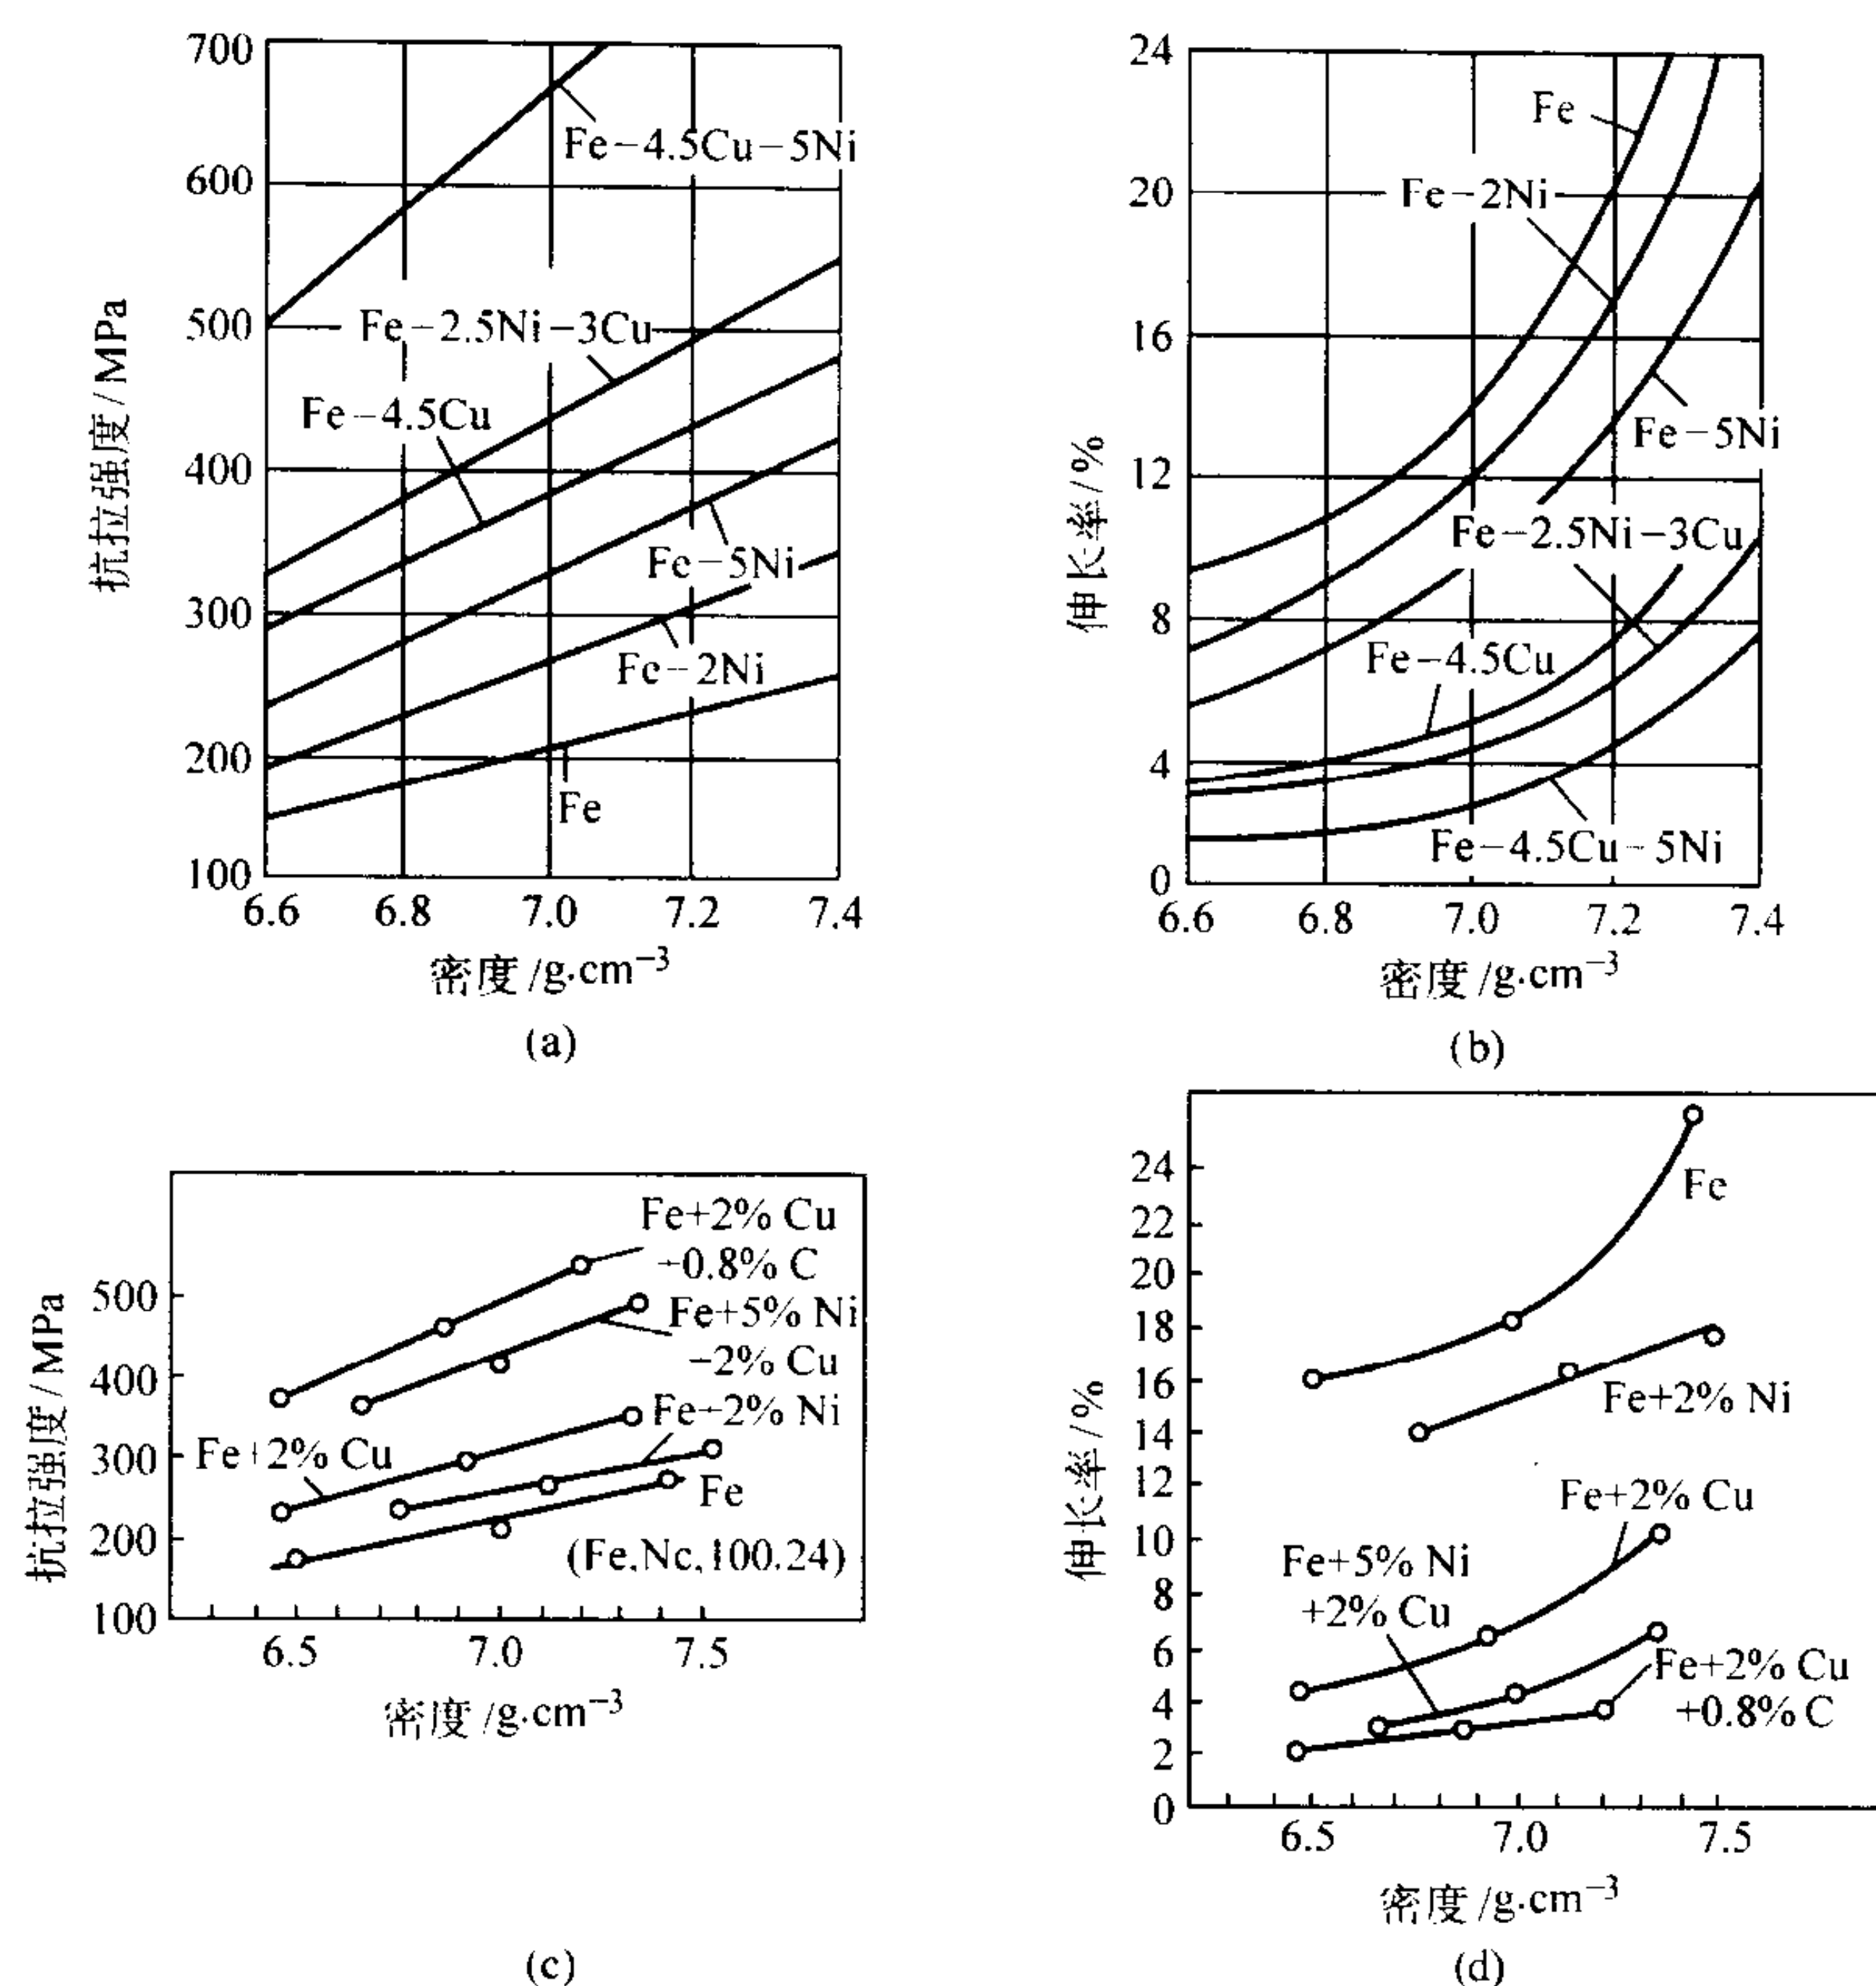 700
600
500
400
300
200
100
抗拉强度/MPa
Fe-4.5Cu-5Ni
Fe-2.5Ni-3Cu
Fe-4.5Cu
Fe-5Ni
Fe-2Ni
Fe
6.6 6.8 7.0 7.2 7.4
密度/g·cm⁻³
(a)
24
20
16
12
8
4
0
伸长率/%
Fe
Fe-2Ni
Fe-5Ni
Fe-2.5Ni-3Cu
Fe-4.5Cu
Fe-4.5Cu-5Ni
6.6 6.8 7.0 7.2 7.4
密度/g·cm⁻³
(b)
500
400
300
200
100
抗拉强度/MPa
Fe+2% Cu
+0.8% C
Fe+5% Ni
-2% Cu
Fe+2% Ni
Fe+2% Cu
Fe
(Fe.Nc.100.24)
6.5 7.0 7.5
密度/g·cm⁻³
(c)
24
22
20
18
16
14
12
10
8
6
4
2
0
伸长率/%
Fe
Fe+2% Ni
Fe+2% Cu
Fe+5% Ni
+2% Cu
Fe+2% Cu
+0.8% C
6.5 7.0 7.5
密度/g·cm⁻³
(d)